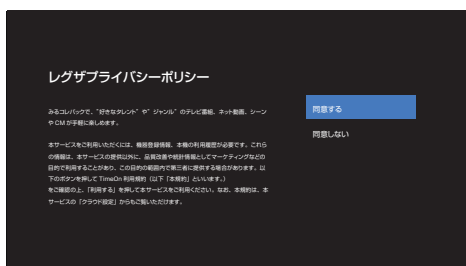 レグザプライバシーポリシー
みるコレパックで、"好きなタレント" や" ジャンル" のテレビ番組、ネット動画、シーン
や CM が手軽に楽しめます。
本サービスをご利用いただくには、機器登録情報、本機の利用履歴が必要です。これら
の情報は、本サービスの提供以外に、品質改善や統計情報としてマーケティングなどの
目的で利用することがあり、この目的の範囲内で第三者に提供する場合があります。以
下のボタンを押して TimeOn 利用規約（以下「本規約」といいます。）
をご確認の上、「利用する」を押して本サービスをご利用ください。なお、本規約は、本
サービスの「クラウド設定」からもご覧いただけます。
同意する
同意しない